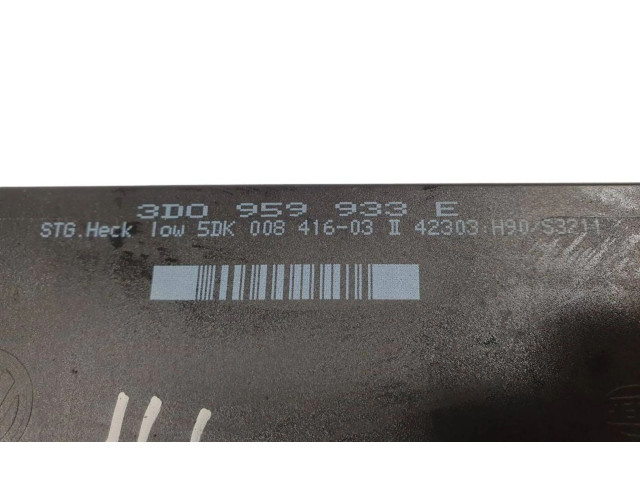 3D0 959 933 E
STG.Heck low 5DK 008 416-03 II 42303:H90/S3211